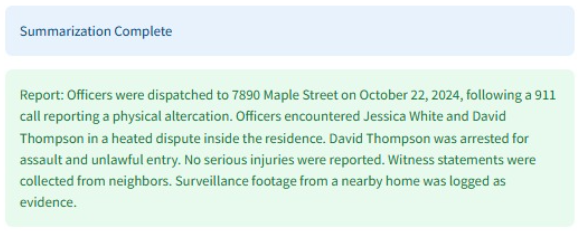 Summarization Complete
Report: Officers were dispatched to 7890 Maple Street on October 22, 2024, following a 911
call reporting a physical altercation. Officers encountered Jessica White and David
Thompson in a heated dispute inside the residence. David Thompson was arrested for
assault and unlawful entry. No serious injuries were reported. Witness statements were
collected from neighbors. Surveillance footage from a nearby home was logged as
evidence.